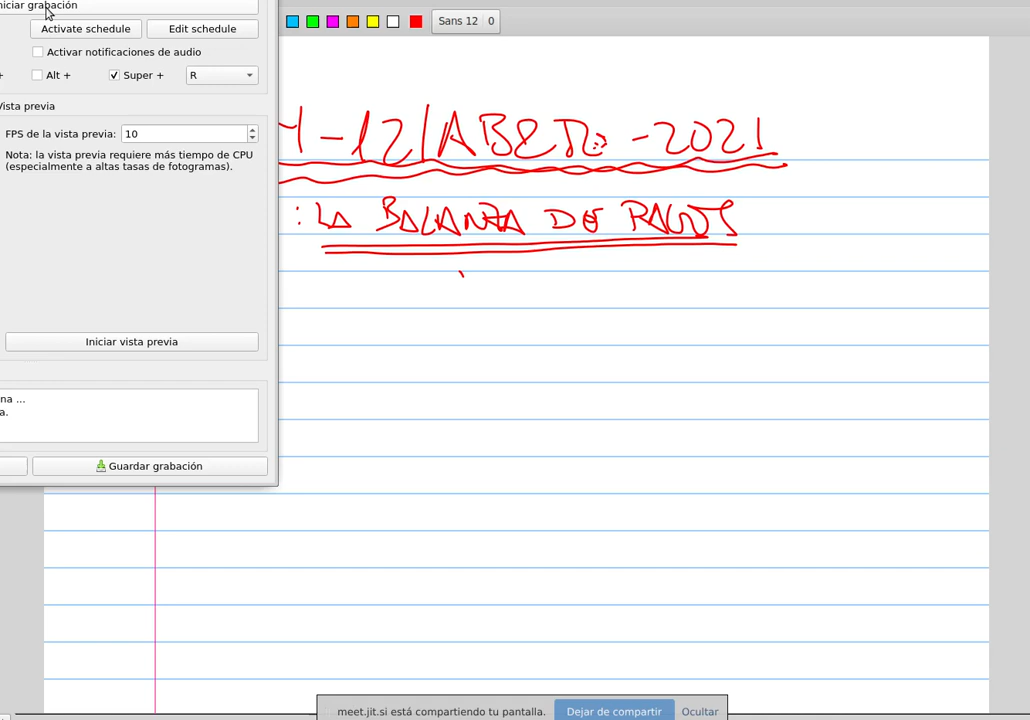 niciar grabación
Activate schedule Edit schedule
Activar notificaciones de audio
+ Alt + Super + R
Vista previa
FPS de la vista previa: 10
Nota: la vista previa requiere más tiempo de CPU
(especialmente a altas tasas de fotogramas).
Iniciar vista previa
na ...
a.
Guardar grabación
Sans 12 0
-12 -2021
: LA BALANZA DE PAGOS
meet.jit.si está compartiendo tu pantalla. Dejar de compartir Ocultar